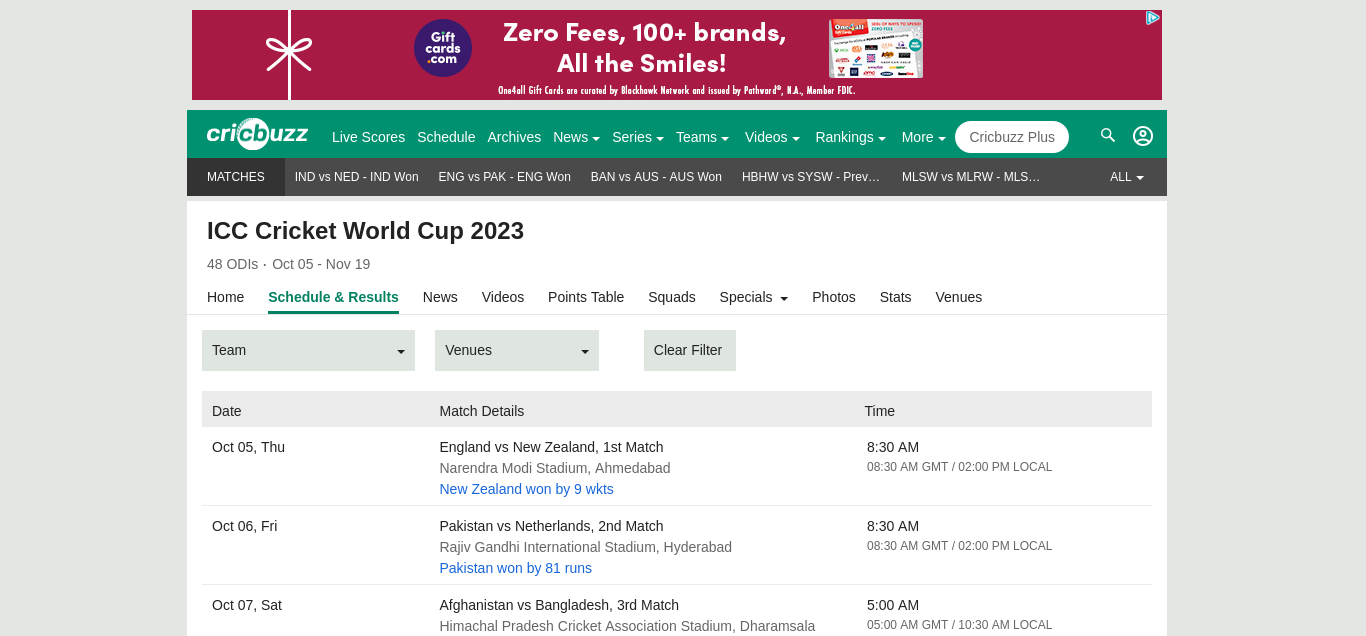 Gift
cards
.com
Zero Fees, 100+ brands,
All the Smiles!
One4all Gift Cards are curated by Blackhawk Network and issued by Pathward®, N.A., Member FDIC.
cricbuzz
Live Scores Schedule Archives News Series Teams Videos Rankings More Cricbuzz Plus
MATCHES IND vs NED - IND Won ENG vs PAK - ENG Won BAN vs AUS - AUS Won HBHW vs SYSW - Prev… MLSW vs MLRW - MLS… ALL
ICC Cricket World Cup 2023
48 ODIs · Oct 05 - Nov 19
Home Schedule & Results News Videos Points Table Squads Specials Photos Stats Venues
Team Venues Clear Filter
Date Match Details Time
Oct 05, Thu England vs New Zealand, 1st Match 8:30 AM
Narendra Modi Stadium, Ahmedabad 08:30 AM GMT / 02:00 PM LOCAL
New Zealand won by 9 wkts
Oct 06, Fri Pakistan vs Netherlands, 2nd Match 8:30 AM
Rajiv Gandhi International Stadium, Hyderabad 08:30 AM GMT / 02:00 PM LOCAL
Pakistan won by 81 runs
Oct 07, Sat Afghanistan vs Bangladesh, 3rd Match 5:00 AM
Himachal Pradesh Cricket Association Stadium, Dharamsala 05:00 AM GMT / 10:30 AM LOCAL